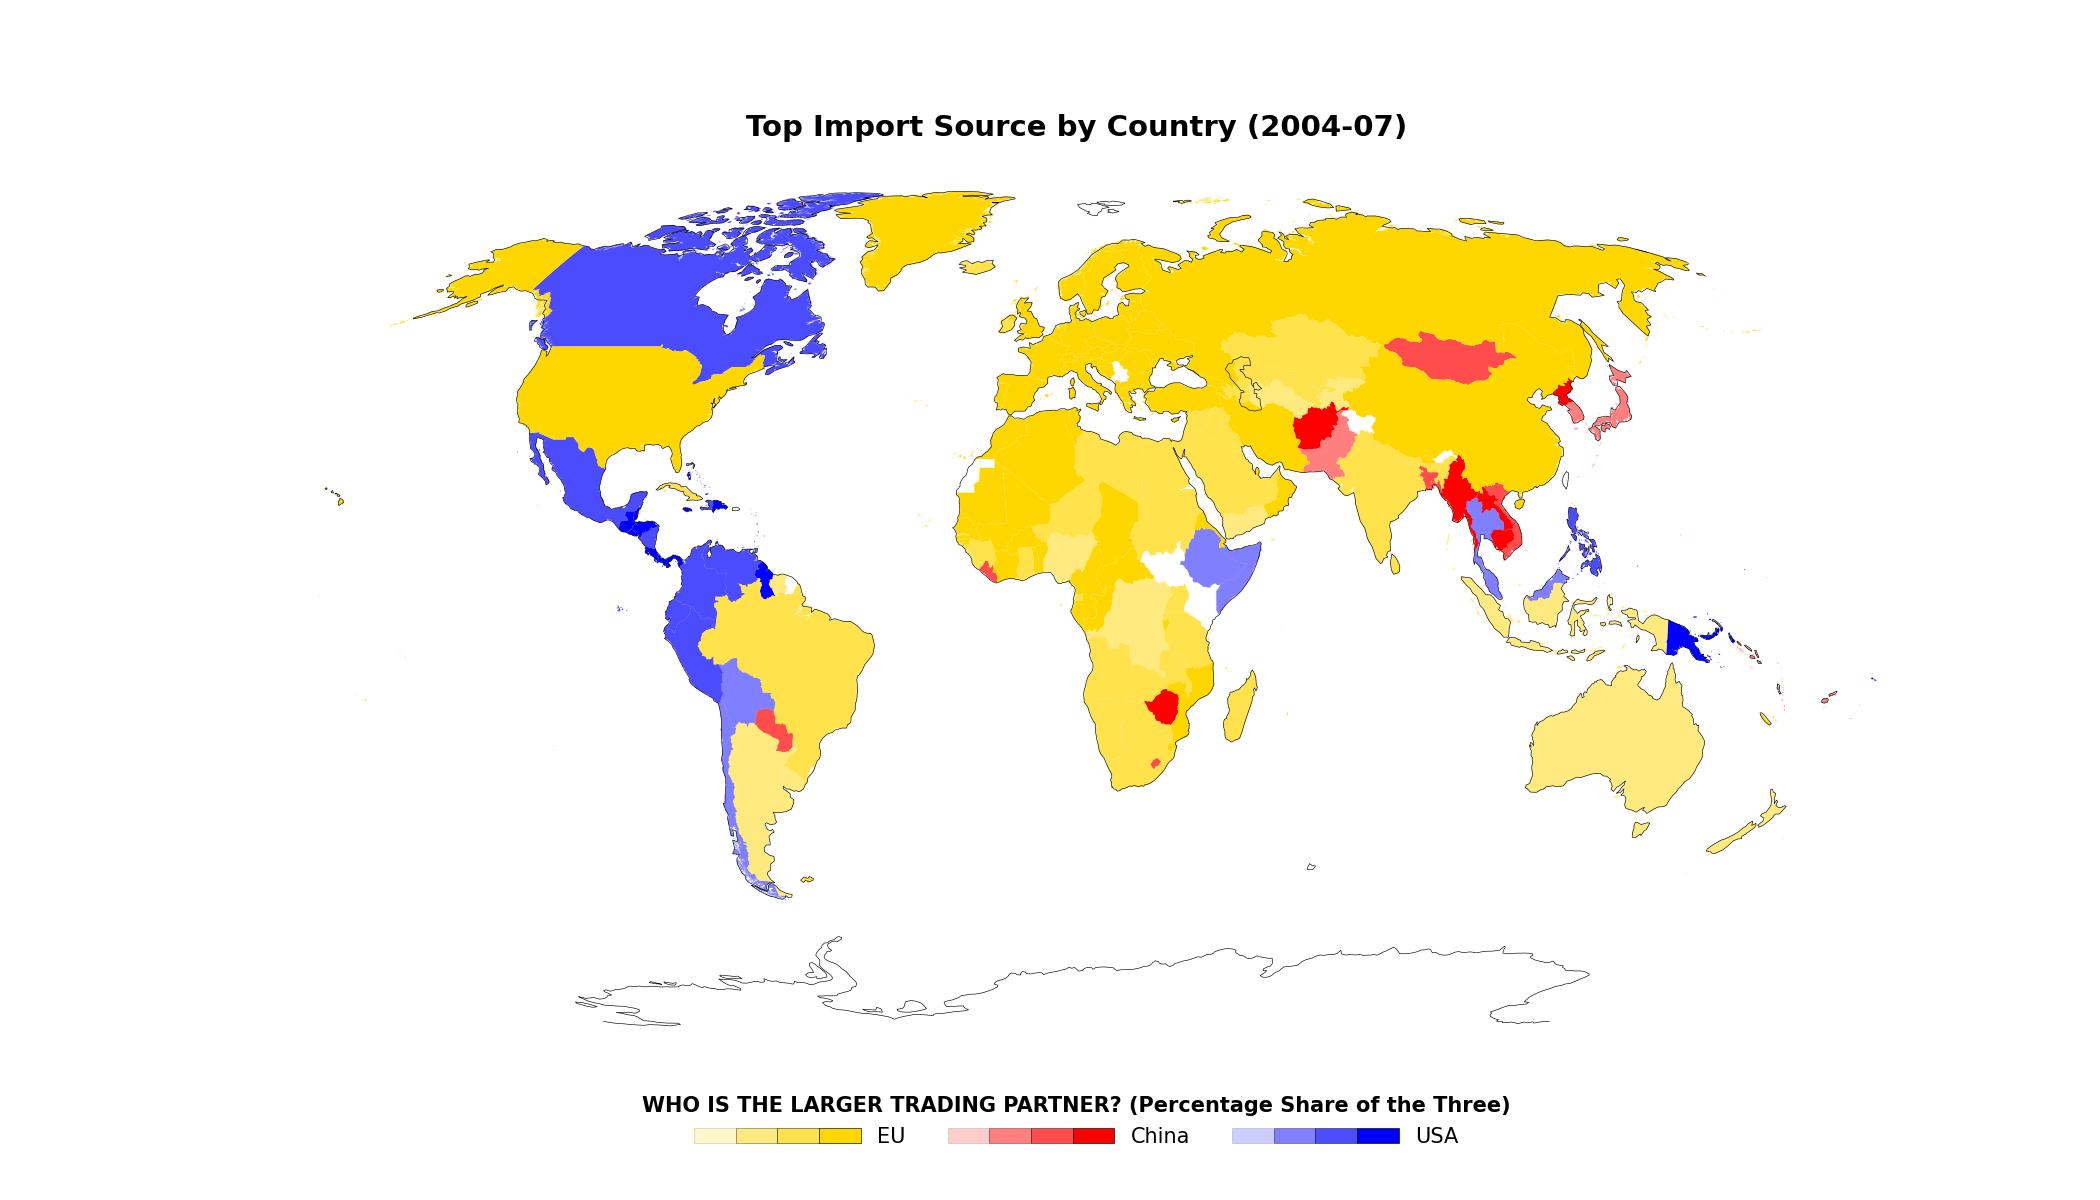 Top Import Source by Country (2004-07)
WHO IS THE LARGER TRADING PARTNER? (Percentage Share of the Three)
EU China USA